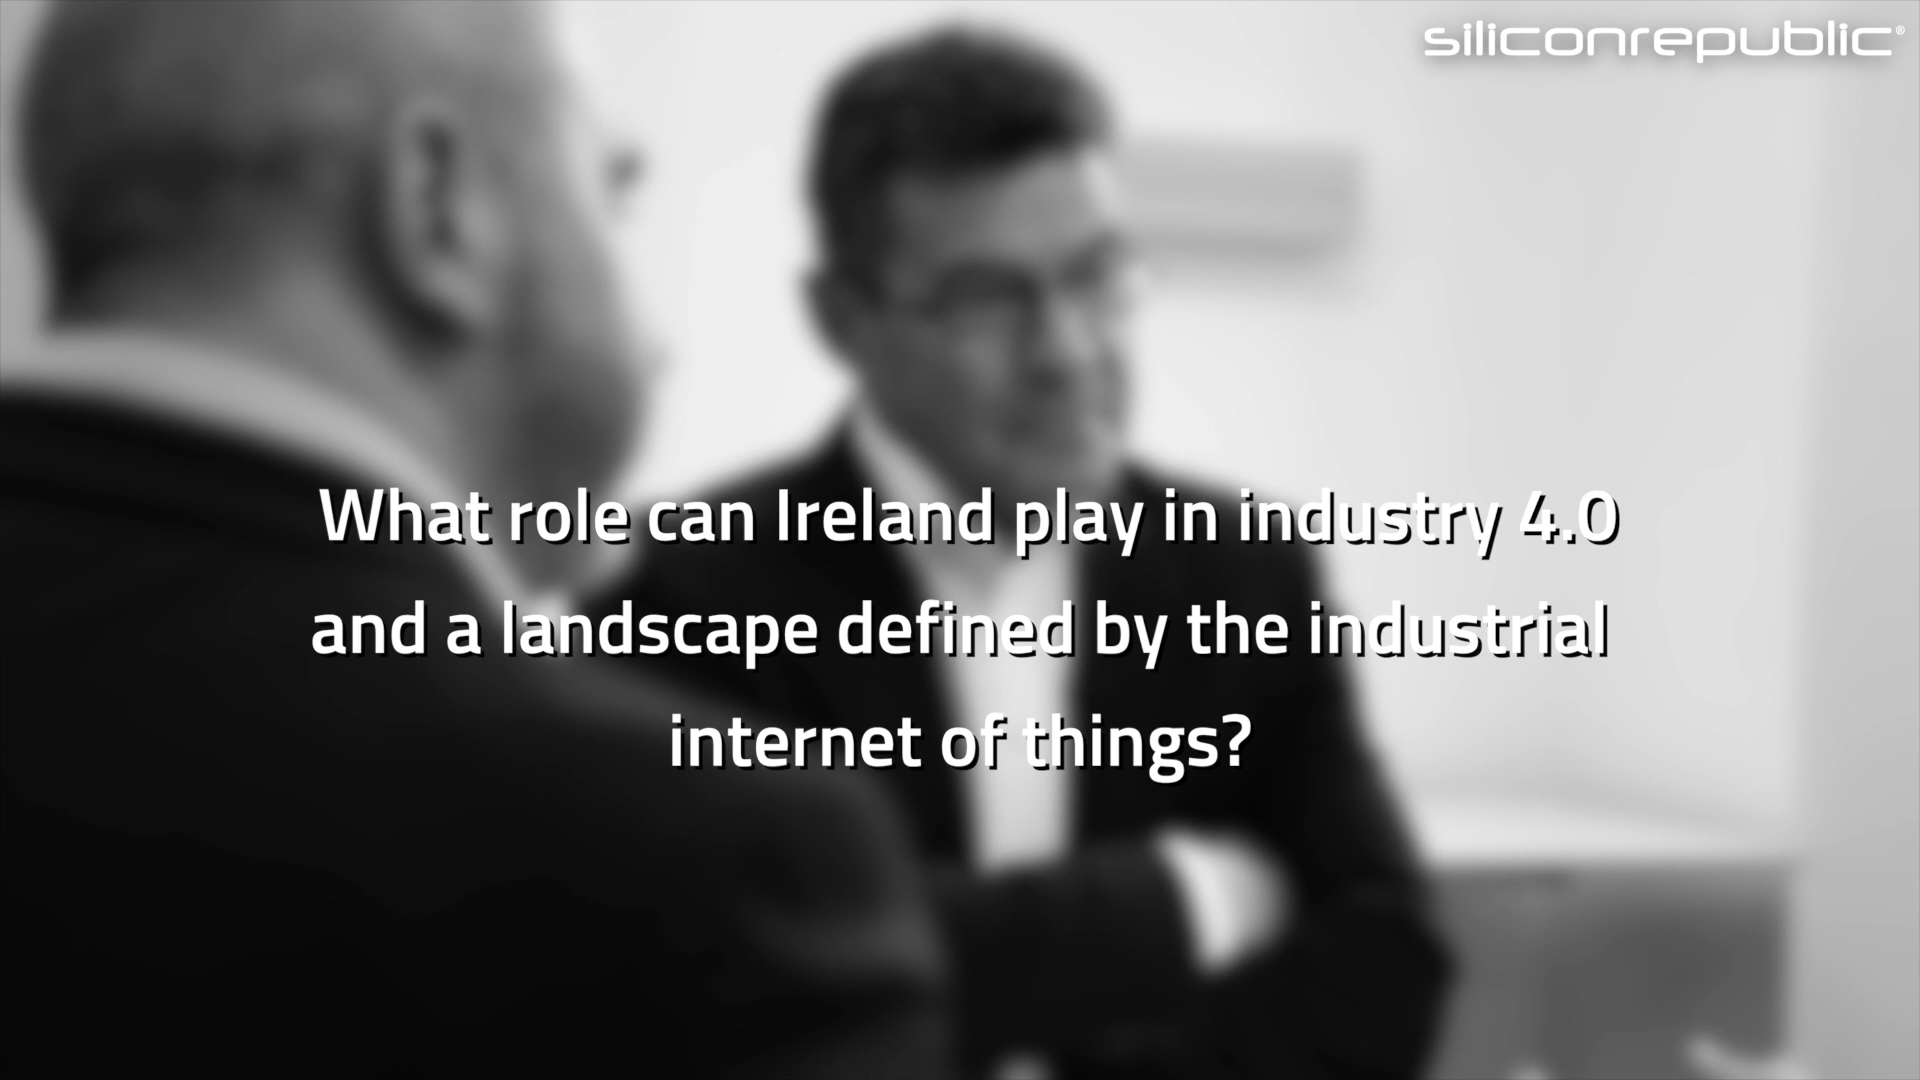 siliconrepublic®
What role can Ireland play in industry 4.0
and a landscape defined by the industrial
internet of things?